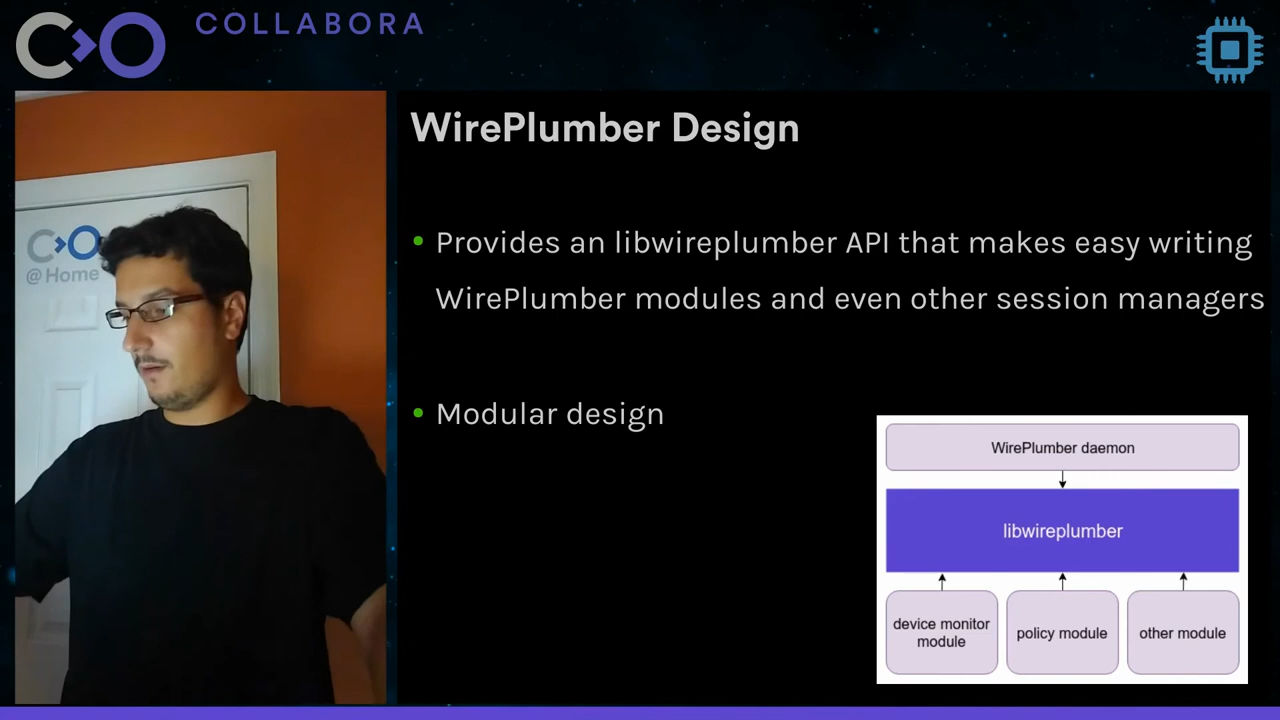 COLLABORA
@Home
WirePlumber Design
Provides an libwireplumber API that makes easy writing
WirePlumber modules and even other session managers
Modular design
WirePlumber daemon
libwireplumber
device monitor
module
policy module
other module